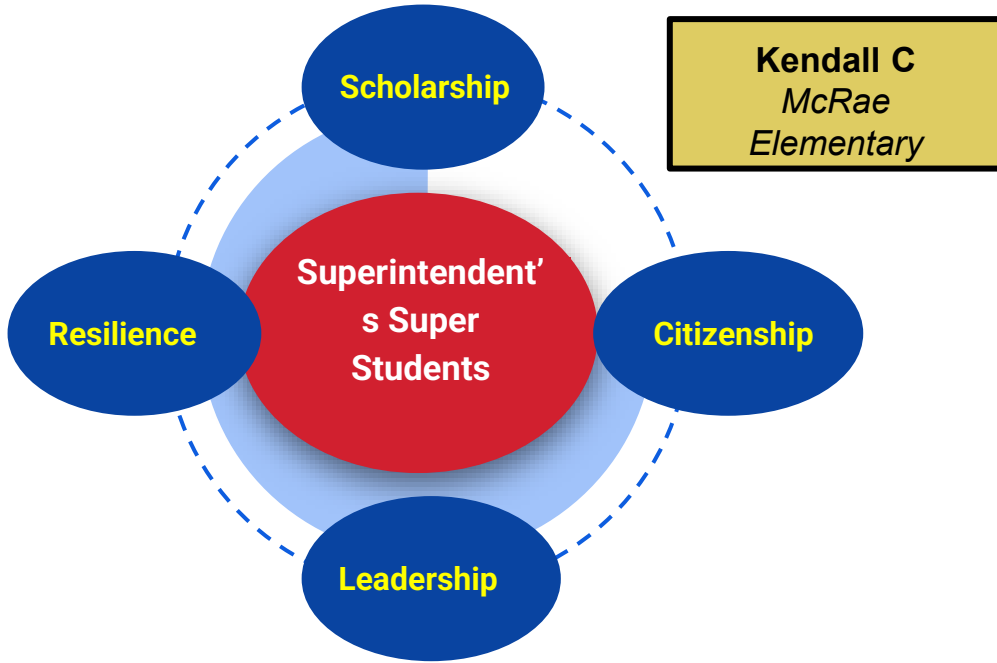 Scholarship
Kendall C
McRae
Elementary
Superintendent’
s Super
Students
Resilience
Citizenship
Leadership